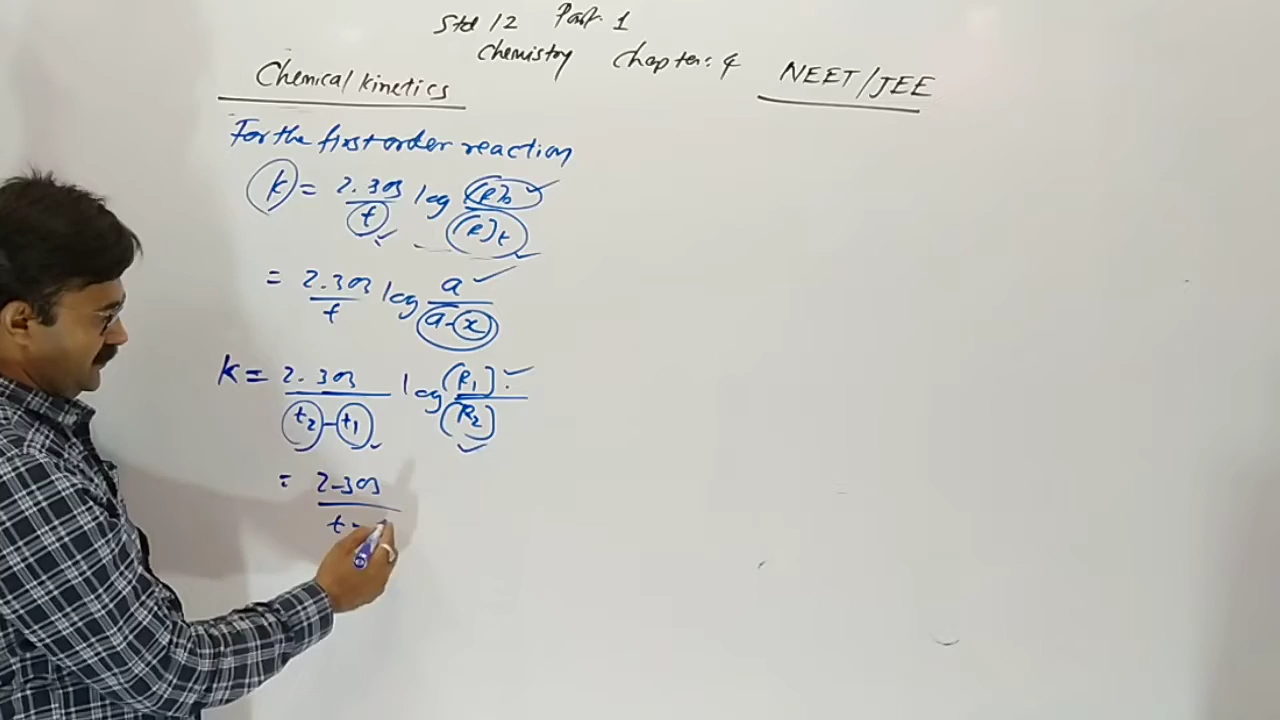 Std 12 Part. 1
Chemistry Chapter: 4 NEET/JEE
Chemical kinetics
For the first order reaction
k = 2.303/t log (R)0/(R)t
= 2.303/t log a/a-x
K = 2.303/t2-t1 log (R1)/(R2)
= 2-303/t-